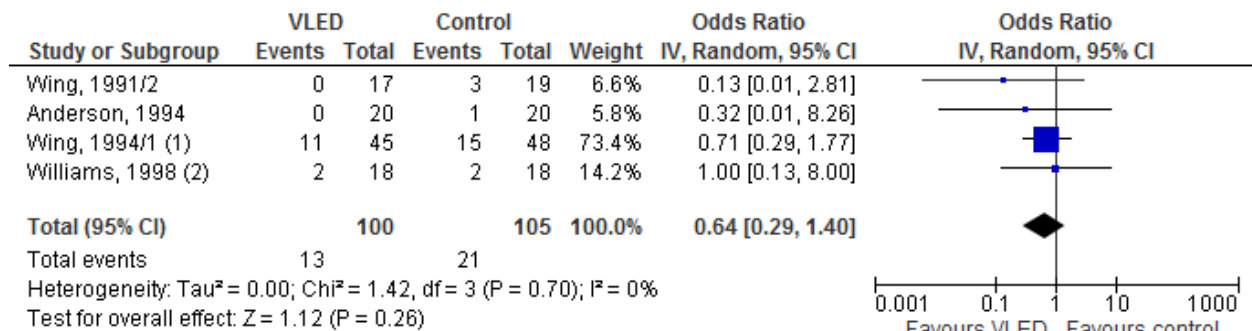 VLED Control Odds Ratio Odds Ratio
Study or Subgroup Events Total Events Total Weight IV, Random, 95% CI IV, Random, 95% CI
Wing, 1991/2 0 17 3 19 6.6% 0.13 [0.01, 2.81]
Anderson, 1994 0 20 1 20 5.8% 0.32 [0.01, 8.26]
Wing, 1994/1 (1) 11 45 15 48 73.4% 0.71 [0.29, 1.77]
Williams, 1998 (2) 2 18 2 18 14.2% 1.00 [0.13, 8.00]
Total (95% CI) 100 105 100.0% 0.64 [0.29, 1.40]
Total events 13 21
Heterogeneity: Tau² = 0.00; Chi² = 1.42, df = 3 (P = 0.70); I² = 0%
Test for overall effect: Z = 1.12 (P = 0.26)
0.001 0.1 1 10 1000
Favours VLED Favours control